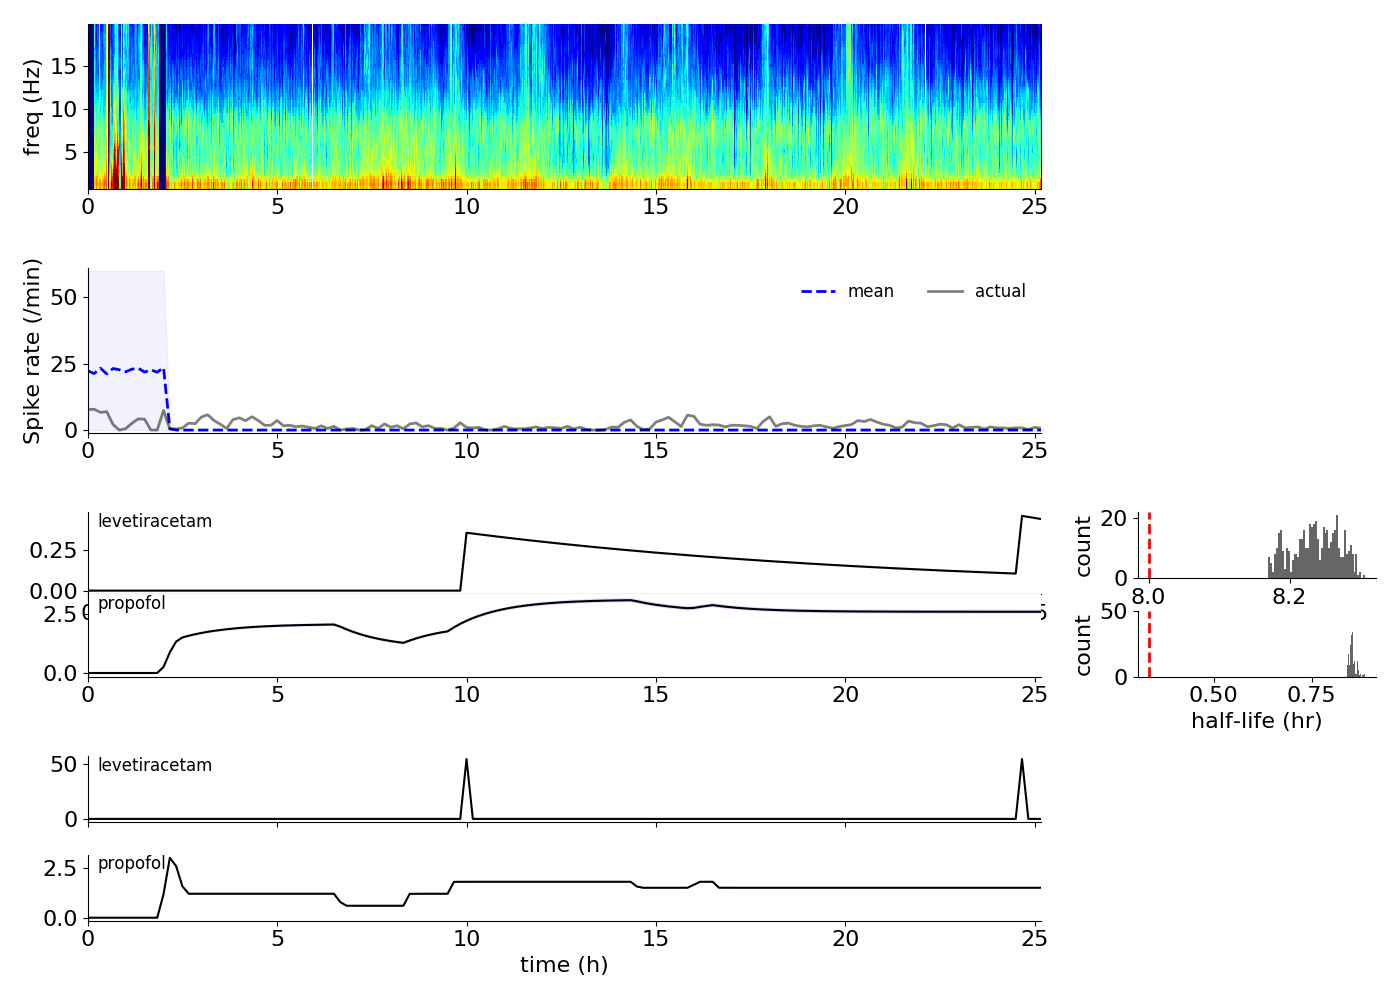 freq (Hz)
15
10
5
0 5 10 15 20 25
Spike rate (/min)
50
25
0
mean actual
0 5 10 15 20 25
levetiracetam
0.25
0.00
propofol
2.5
0.0
0 5 10 15 20 25
count
20
0
8.0 8.2
count
50
0
0.50 0.75
half-life (hr)
levetiracetam
50
0
propofol
2.5
0.0
0 5 10 15 20 25
time (h)